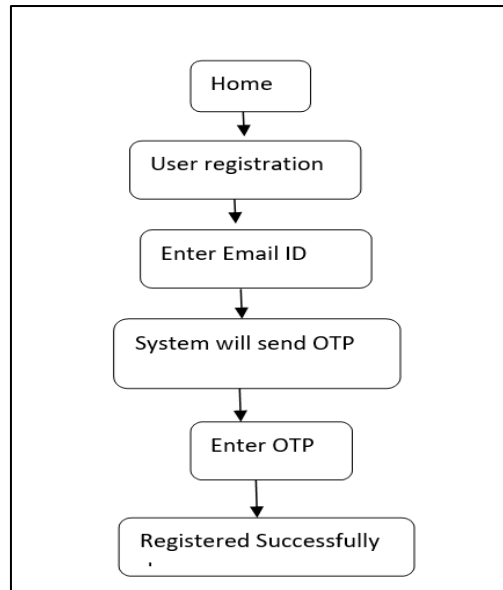 Home
User registration
Enter Email ID
System will send OTP
Enter OTP
Registered Successfully